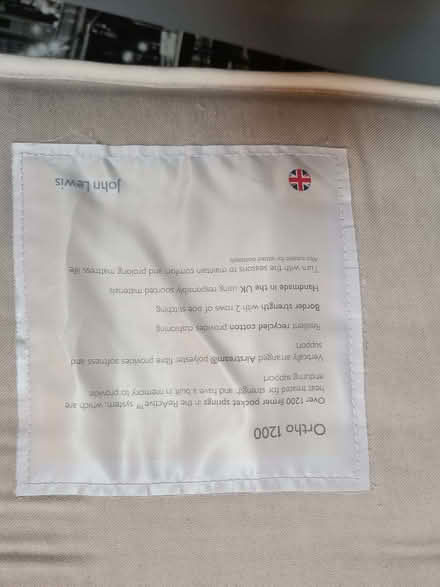 Ortho 1200
Over 1200 firmer pocket springs in the ReActive™ system, which are
heat treated for strength and have a built in memory to provide
enduring support
Vertically arranged Airstream® polyester fibre provides softness and
support
Resilient recycled cotton provides cushioning
Border strength with 2 rows of side stitching
Handmade in the UK using responsibly sourced materials
Turn with the seasons to maintain comfort and prolong mattress life
John Lewis